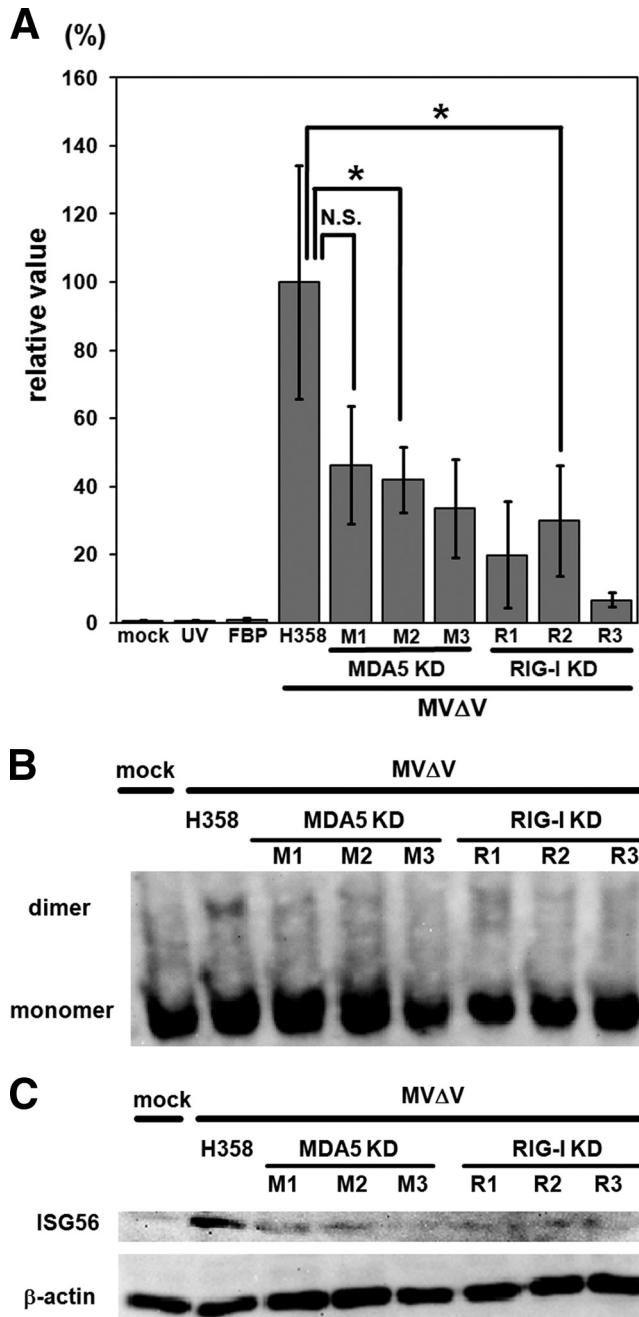 A (%)
160
140
120
100
80
60
40
20
0
relative value
*
*
N.S.
mock UV FBP H358 M1 M2 M3 R1 R2 R3
MDA5 KD RIG-I KD
MVΔV
B
mock MVΔV
H358 MDA5 KD RIG-I KD
M1 M2 M3 R1 R2 R3
dimer
monomer
C
mock MVΔV
H358 MDA5 KD RIG-I KD
M1 M2 M3 R1 R2 R3
ISG56
β-actin